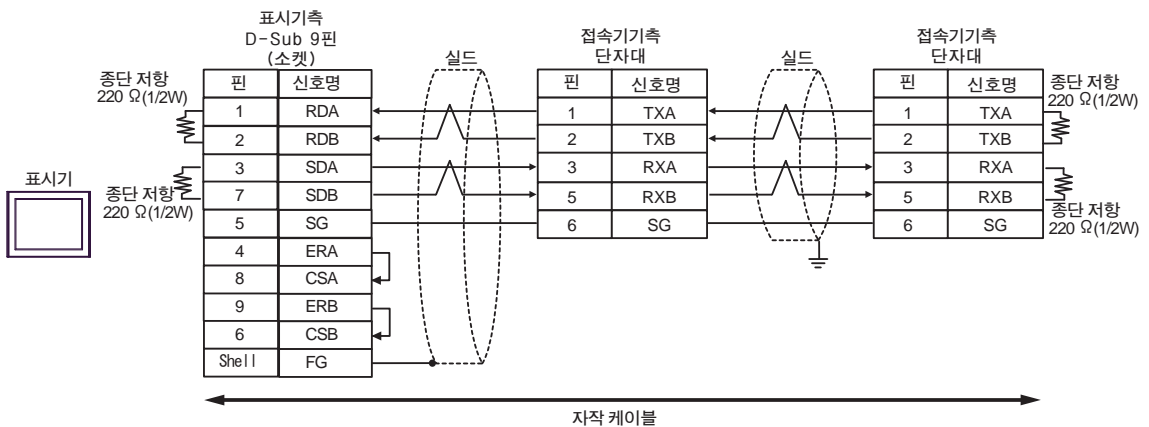 표시기
표시기측
D-Sub 9핀
(소켓)
핀 신호명
1 RDA
2 RDB
3 SDA
7 SDB
5 SG
4 ERA
8 CSA
9 ERB
6 CSB
Shell FG
종단 저항
220 Ω(1/2W)
종단 저항
220 Ω(1/2W)
실드
접속기기측
단자대
핀 신호명
1 TXA
2 TXB
3 RXA
5 RXB
6 SG
실드
접속기기측
단자대
핀 신호명
1 TXA
2 TXB
3 RXA
5 RXB
6 SG
종단 저항
220 Ω(1/2W)
종단 저항
220 Ω(1/2W)
자작 케이블